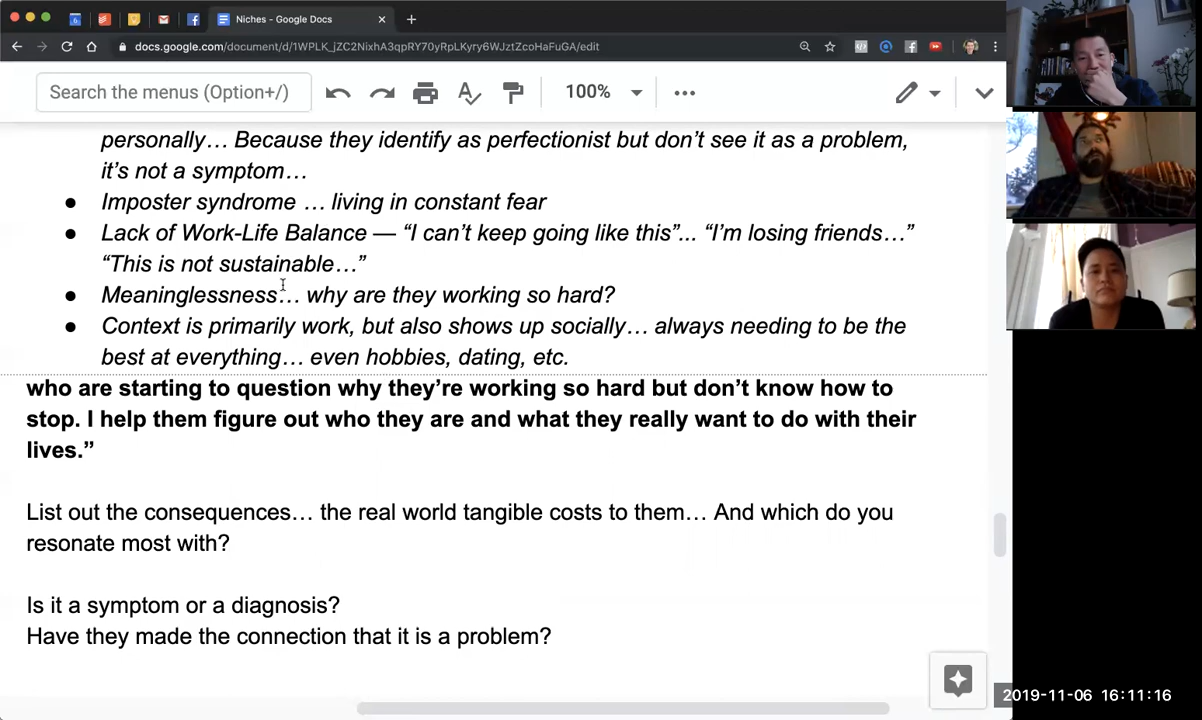 Niches - Google Docs
docs.google.com/document/d/1WPLK_jZC2NixhA3qpRY70yRpLKyry6WJztZcoHaFuGA/edit
Search the menus (Option+/)
100%
personally… Because they identify as perfectionist but don’t see it as a problem,
it’s not a symptom…
● Imposter syndrome … living in constant fear
● Lack of Work-Life Balance — “I can’t keep going like this”... “I’m losing friends…”
“This is not sustainable…”
● Meaninglessness… why are they working so hard?
● Context is primarily work, but also shows up socially… always needing to be the
best at everything… even hobbies, dating, etc.
who are starting to question why they’re working so hard but don’t know how to
stop. I help them figure out who they are and what they really want to do with their
lives.”
List out the consequences… the real world tangible costs to them… And which do you
resonate most with?
Is it a symptom or a diagnosis?
Have they made the connection that it is a problem?
2019-11-06 16:11:16